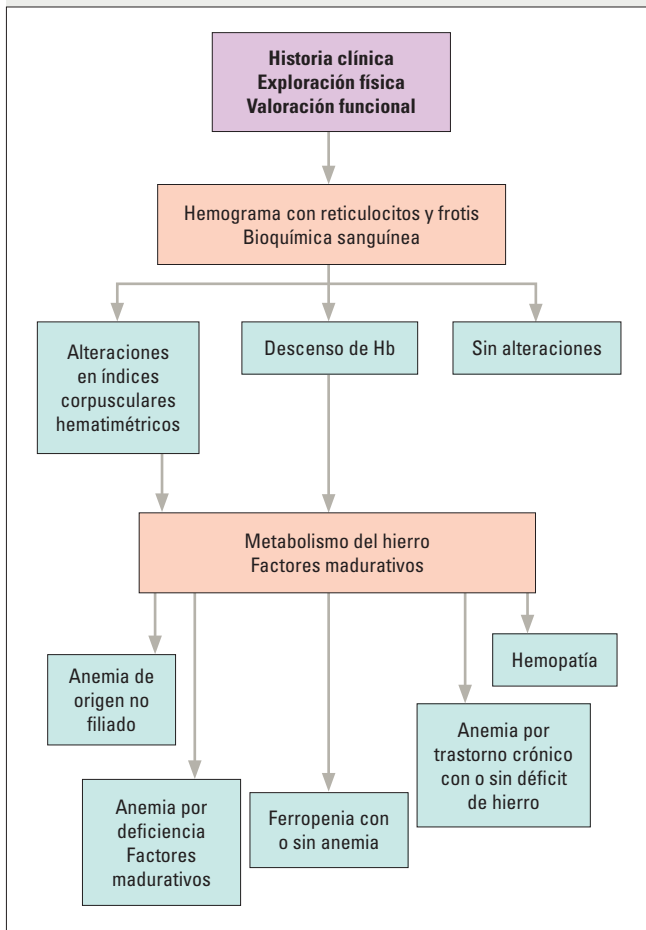 Historia clínica
Exploración física
Valoración funcional
Hemograma con reticulocitos y frotis
Bioquímica sanguínea
Alteraciones
en índices
corpusculares
hematimétricos
Descenso de Hb
Sin alteraciones
Metabolismo del hierro
Factores madurativos
Anemia de
origen no
filiado
Anemia por
deficiencia
Factores
madurativos
Ferropenia con
o sin anemia
Anemia por
trastorno crónico
con o sin déficit
de hierro
Hemopatía